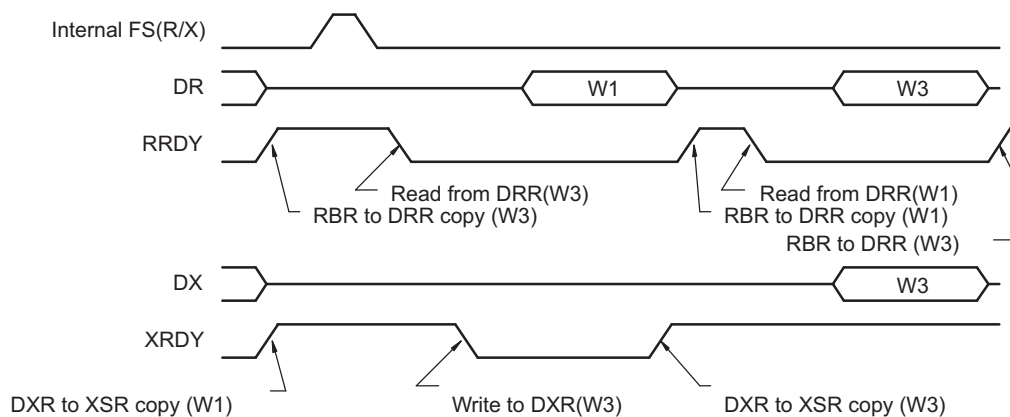 Internal FS(R/X)
DR
W1
W3
RRDY
Read from DRR(W3)
Read from DRR(W1)
RBR to DRR copy (W3)
RBR to DRR copy (W1)
RBR to DRR (W3)
DX
W3
XRDY
DXR to XSR copy (W1)
Write to DXR(W3)
DXR to XSR copy (W3)